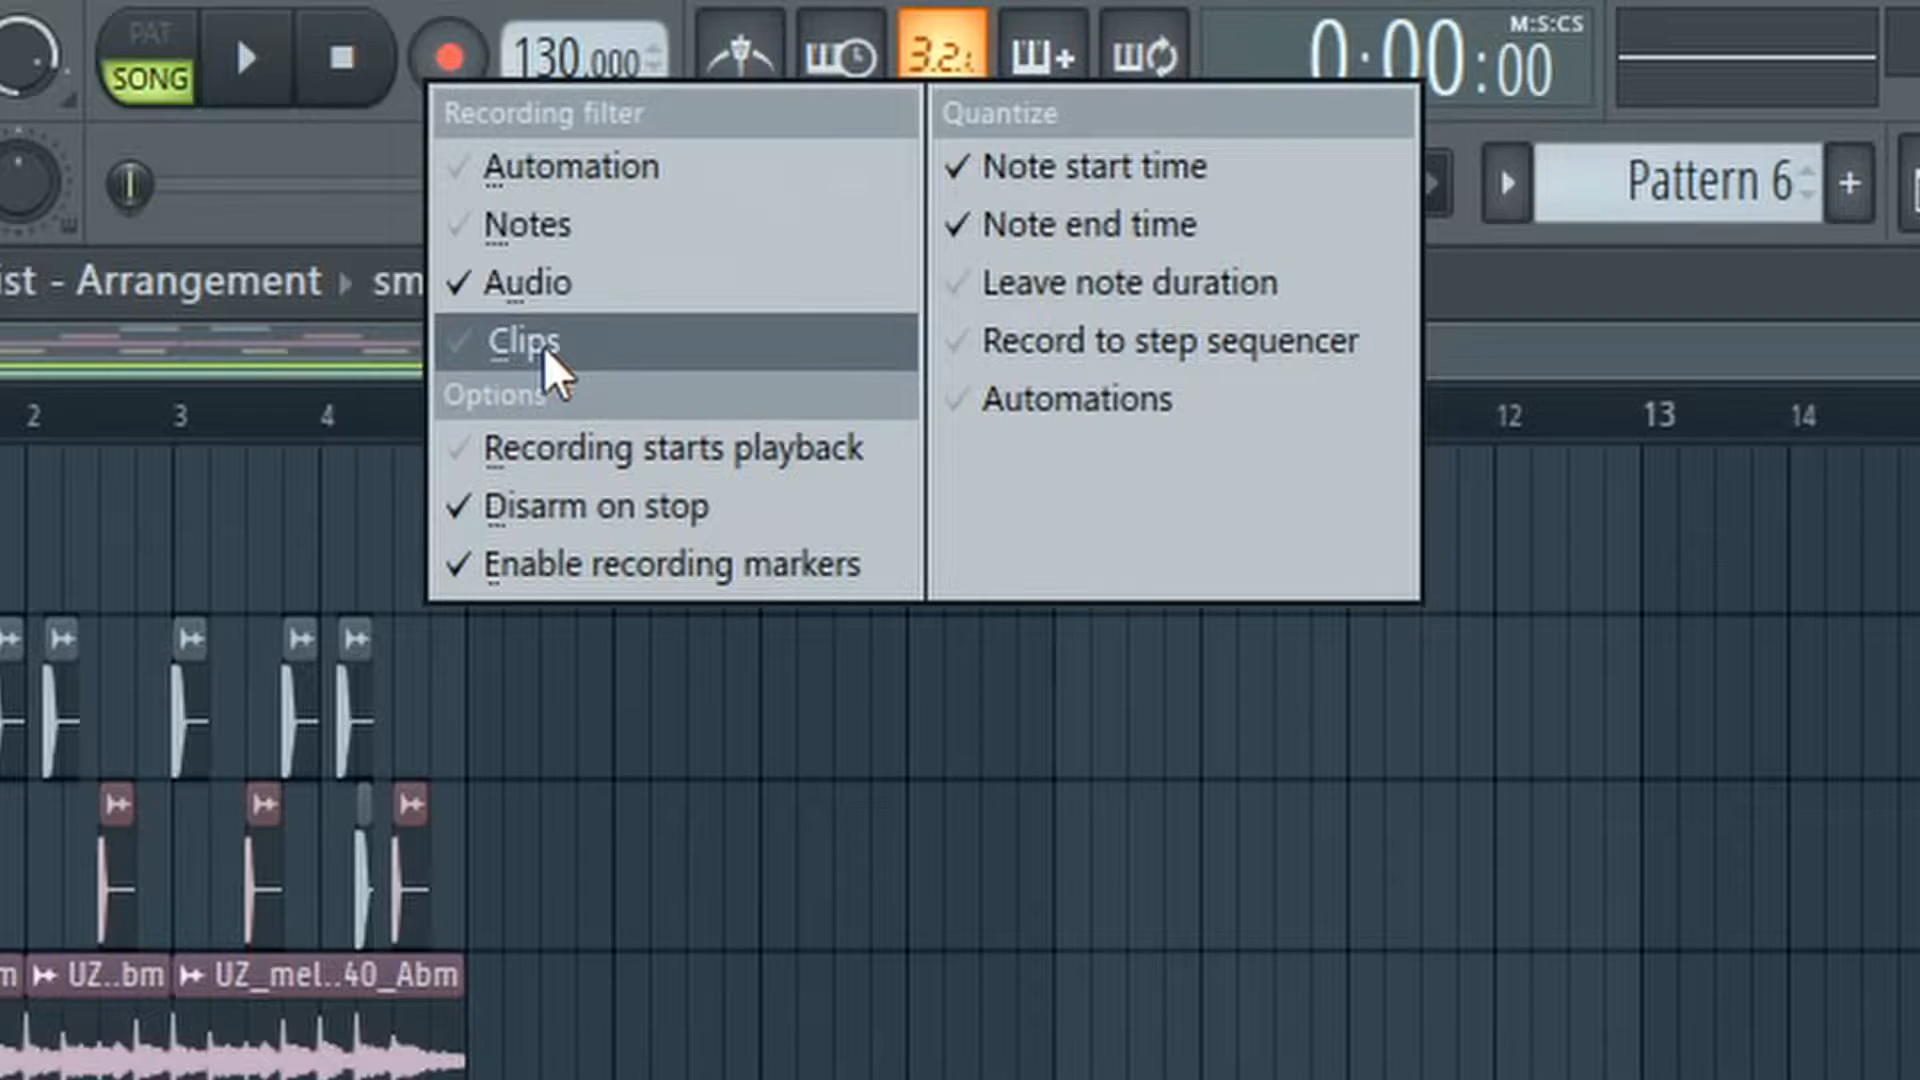 PAT
SONG
130.000
3.2.1
M:S:CS
0:00:00
Recording filter
Automation
Notes
Audio
Clips
Options
Recording starts playback
Disarm on stop
Enable recording markers
Quantize
Note start time
Note end time
Leave note duration
Record to step sequencer
Automations
Pattern 6
+
ist - Arrangement ▸ sm
2 3 4 12 13 14
m UZ..bm UZ_mel..40_Abm